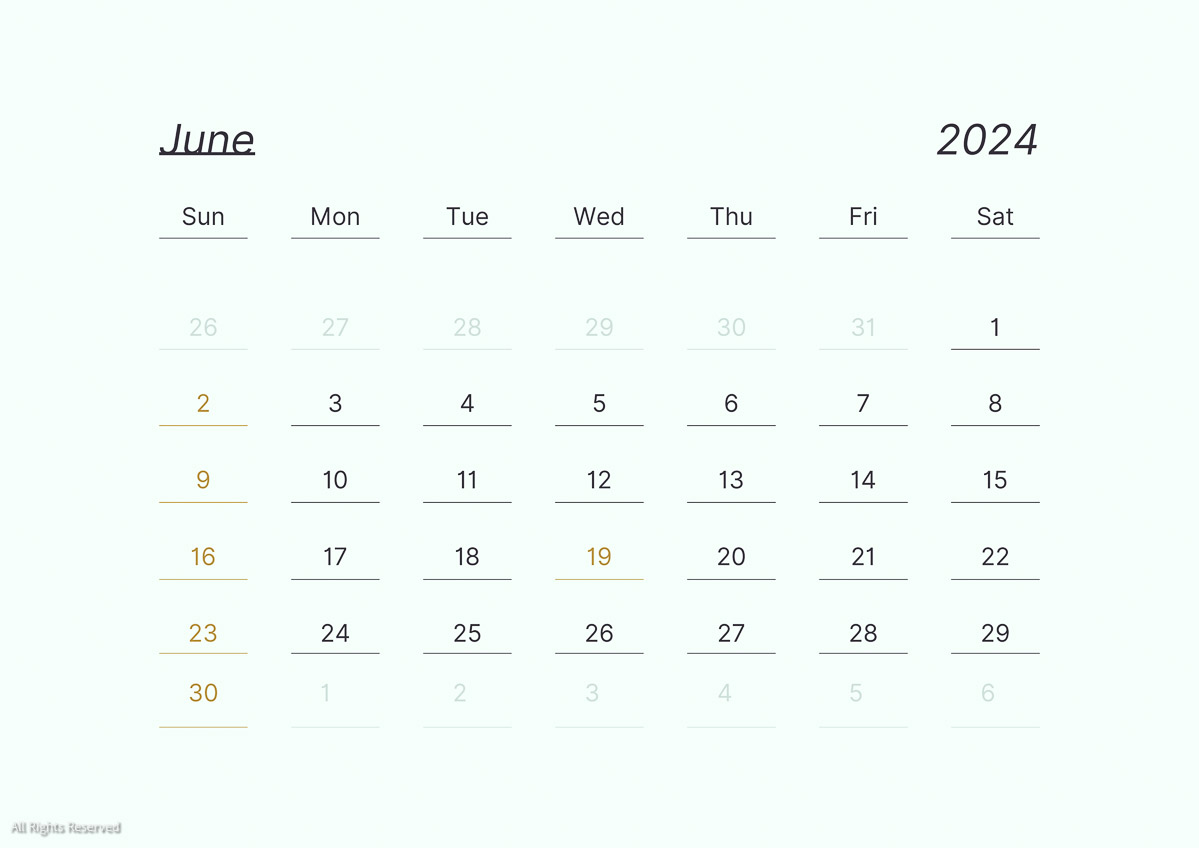 June 2024
Sun Mon Tue Wed Thu Fri Sat
26 27 28 29 30 31 1
2 3 4 5 6 7 8
9 10 11 12 13 14 15
16 17 18 19 20 21 22
23 24 25 26 27 28 29
30 1 2 3 4 5 6
All Rights Reserved